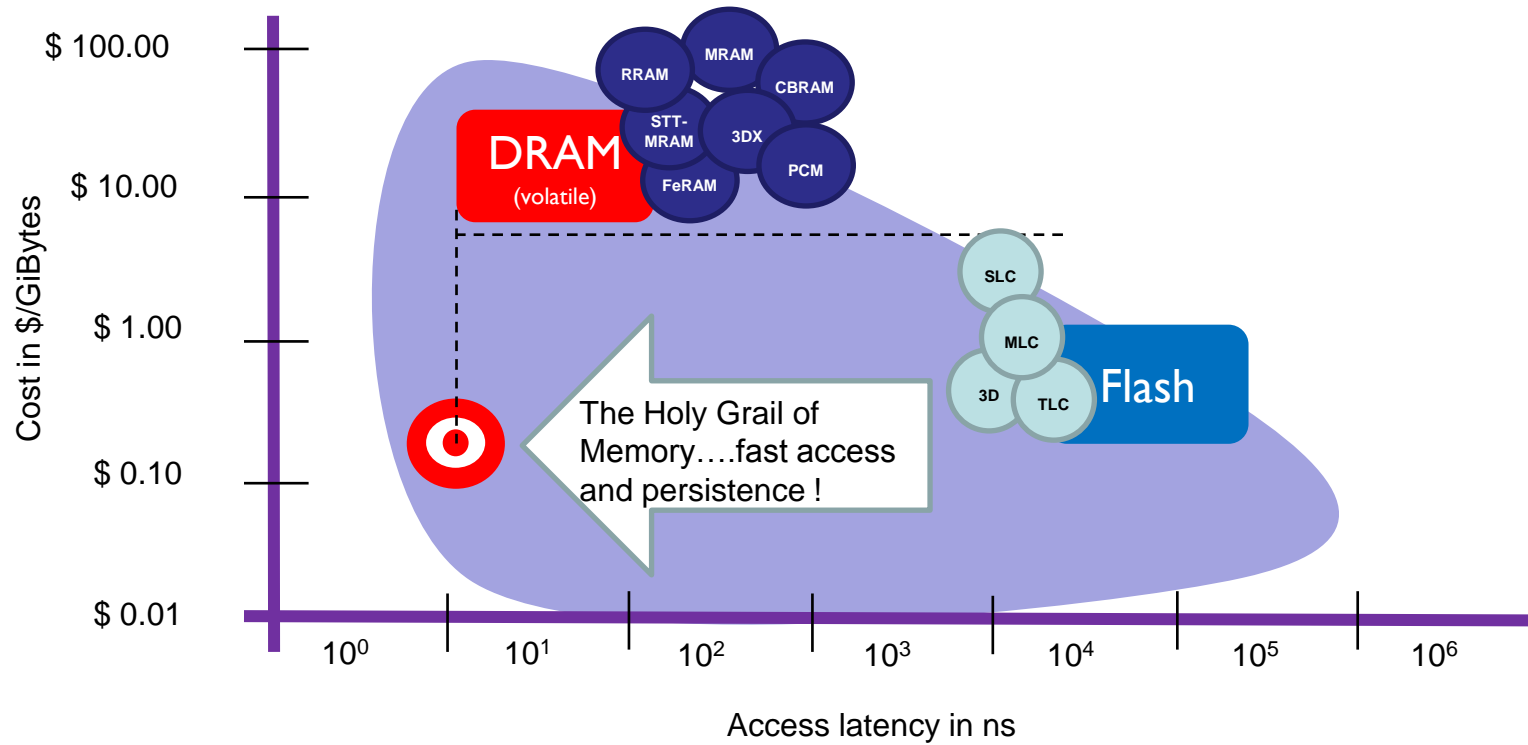 $ 100.00
$ 10.00
$ 1.00
$ 0.10
$ 0.01
Cost in $/GiBytes
RRAM
MRAM
CBRAM
STT-
MRAM
3DX
PCM
FeRAM
DRAM
(volatile)
SLC
MLC
3D
TLC
Flash
The Holy Grail of
Memory….fast access
and persistence !
10⁰
10¹
10²
10³
10⁴
10⁵
10⁶
Access latency in ns